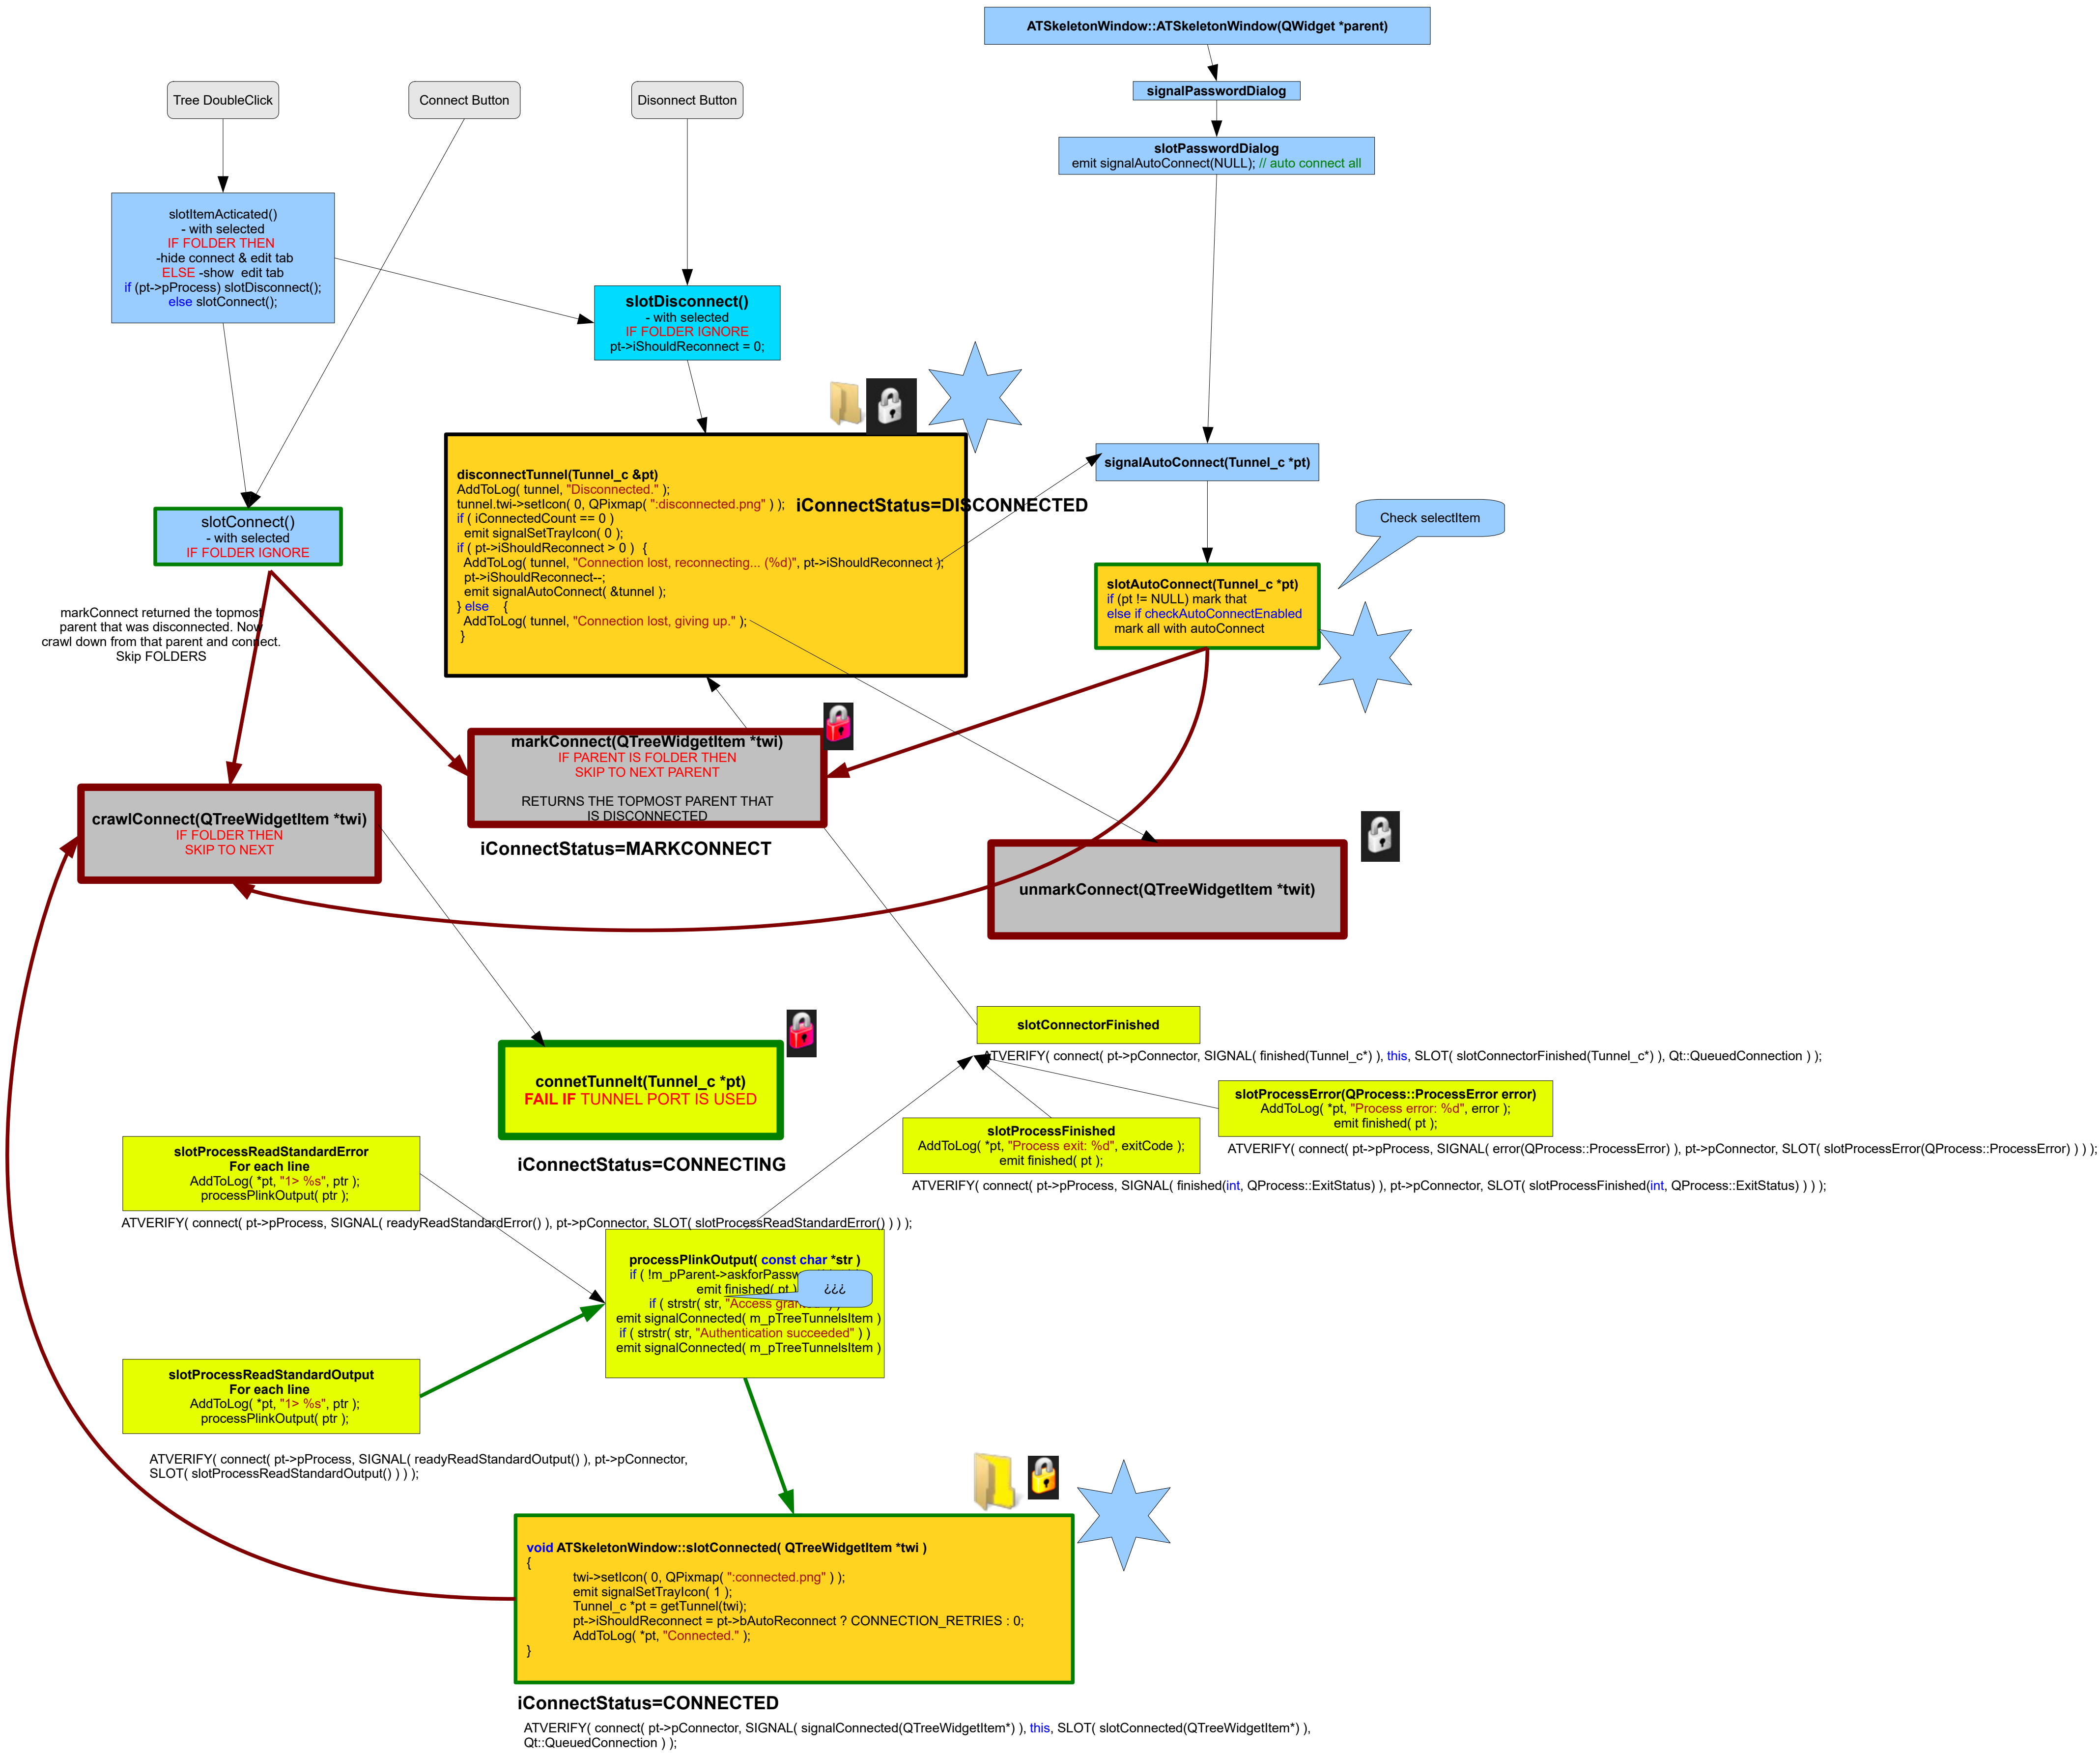 ATSkeletonWindow::ATSkeletonWindow(QWidget *parent)
signalPasswordDialog
slotPasswordDialog
emit signalAutoConnect(NULL); // auto connect all
Tree DoubleClick
Connect Button
Disonnect Button
slotItemActicated()
- with selected
IF FOLDER THEN
-hide connect & edit tab
ELSE -show  edit tab
if (pt->pProcess) slotDisconnect();
else slotConnect();
slotDisconnect()
- with selected
IF FOLDER IGNORE
pt->iShouldReconnect = 0;
disconnectTunnel(Tunnel_c &pt)
AddToLog( tunnel, "Disconnected." );
tunnel.twi->setIcon( 0, QPixmap( ":disconnected.png" ) );
if ( iConnectedCount == 0 )
emit signalSetTrayIcon( 0 );
if ( pt->iShouldReconnect > 0 )  {
AddToLog( tunnel, "Connection lost, reconnecting... (%d)", pt->iShouldReconnect );
pt->iShouldReconnect--;
emit signalAutoConnect( &tunnel );
} else    {
AddToLog( tunnel, "Connection lost, giving up." );
}
iConnectStatus=DISCONNECTED
signalAutoConnect(Tunnel_c *pt)
Check selectItem
slotAutoConnect(Tunnel_c *pt)
if (pt != NULL) mark that
else if checkAutoConnectEnabled
mark all with autoConnect
slotConnect()
- with selected
IF FOLDER IGNORE
markConnect returned the topmost
parent that was disconnected. Now
crawl down from that parent and connect.
Skip FOLDERS
markConnect(QTreeWidgetItem *twi)
IF PARENT IS FOLDER THEN
SKIP TO NEXT PARENT
RETURNS THE TOPMOST PARENT THAT
IS DISCONNECTED
iConnectStatus=MARKCONNECT
crawlConnect(QTreeWidgetItem *twi)
IF FOLDER THEN
SKIP TO NEXT
unmarkConnect(QTreeWidgetItem *twit)
connetTunnelt(Tunnel_c *pt)
FAIL IF TUNNEL PORT IS USED
iConnectStatus=CONNECTING
slotConnectorFinished
ATVERIFY( connect( pt->pConnector, SIGNAL( finished(Tunnel_c*) ), this, SLOT( slotConnectorFinished(Tunnel_c*) ), Qt::QueuedConnection ) );
slotProcessError(QProcess::ProcessError error)
AddToLog( *pt, "Process error: %d", error );
emit finished( pt );
ATVERIFY( connect( pt->pProcess, SIGNAL( error(QProcess::ProcessError) ), pt->pConnector, SLOT( slotProcessError(QProcess::ProcessError) ) ) );
slotProcessFinished
AddToLog( *pt, "Process exit: %d", exitCode );
emit finished( pt );
ATVERIFY( connect( pt->pProcess, SIGNAL( finished(int, QProcess::ExitStatus) ), pt->pConnector, SLOT( slotProcessFinished(int, QProcess::ExitStatus) ) ) );
slotProcessReadStandardError
For each line
AddToLog( *pt, "1> %s", ptr );
processPlinkOutput( ptr );
ATVERIFY( connect( pt->pProcess, SIGNAL( readyReadStandardError() ), pt->pConnector, SLOT( slotProcessReadStandardError() ) ) );
processPlinkOutput( const char *str )
if ( !m_pParent->
emit finished( pt )
if ( strstr( str, "Access
emit signalConnected( m_pTreeTunnelsItem )
if ( strstr( str, "Authentication succeeded" ) )
emit signalConnected( m_pTreeTunnelsItem )
¿¿¿
slotProcessReadStandardOutput
For each line
AddToLog( *pt, "1> %s", ptr );
processPlinkOutput( ptr );
ATVERIFY( connect( pt->pProcess, SIGNAL( readyReadStandardOutput() ), pt->pConnector,
SLOT( slotProcessReadStandardOutput() ) ) );
void ATSkeletonWindow::slotConnected( QTreeWidgetItem *twi )
{
twi->setIcon( 0, QPixmap( ":connected.png" ) );
emit signalSetTrayIcon( 1 );
Tunnel_c *pt = getTunnel(twi);
pt->iShouldReconnect = pt->bAutoReconnect ? CONNECTION_RETRIES : 0;
AddToLog( *pt, "Connected." );
}
iConnectStatus=CONNECTED
ATVERIFY( connect( pt->pConnector, SIGNAL( signalConnected(QTreeWidgetItem*) ), this, SLOT( slotConnected(QTreeWidgetItem*) ),
Qt::QueuedConnection ) );